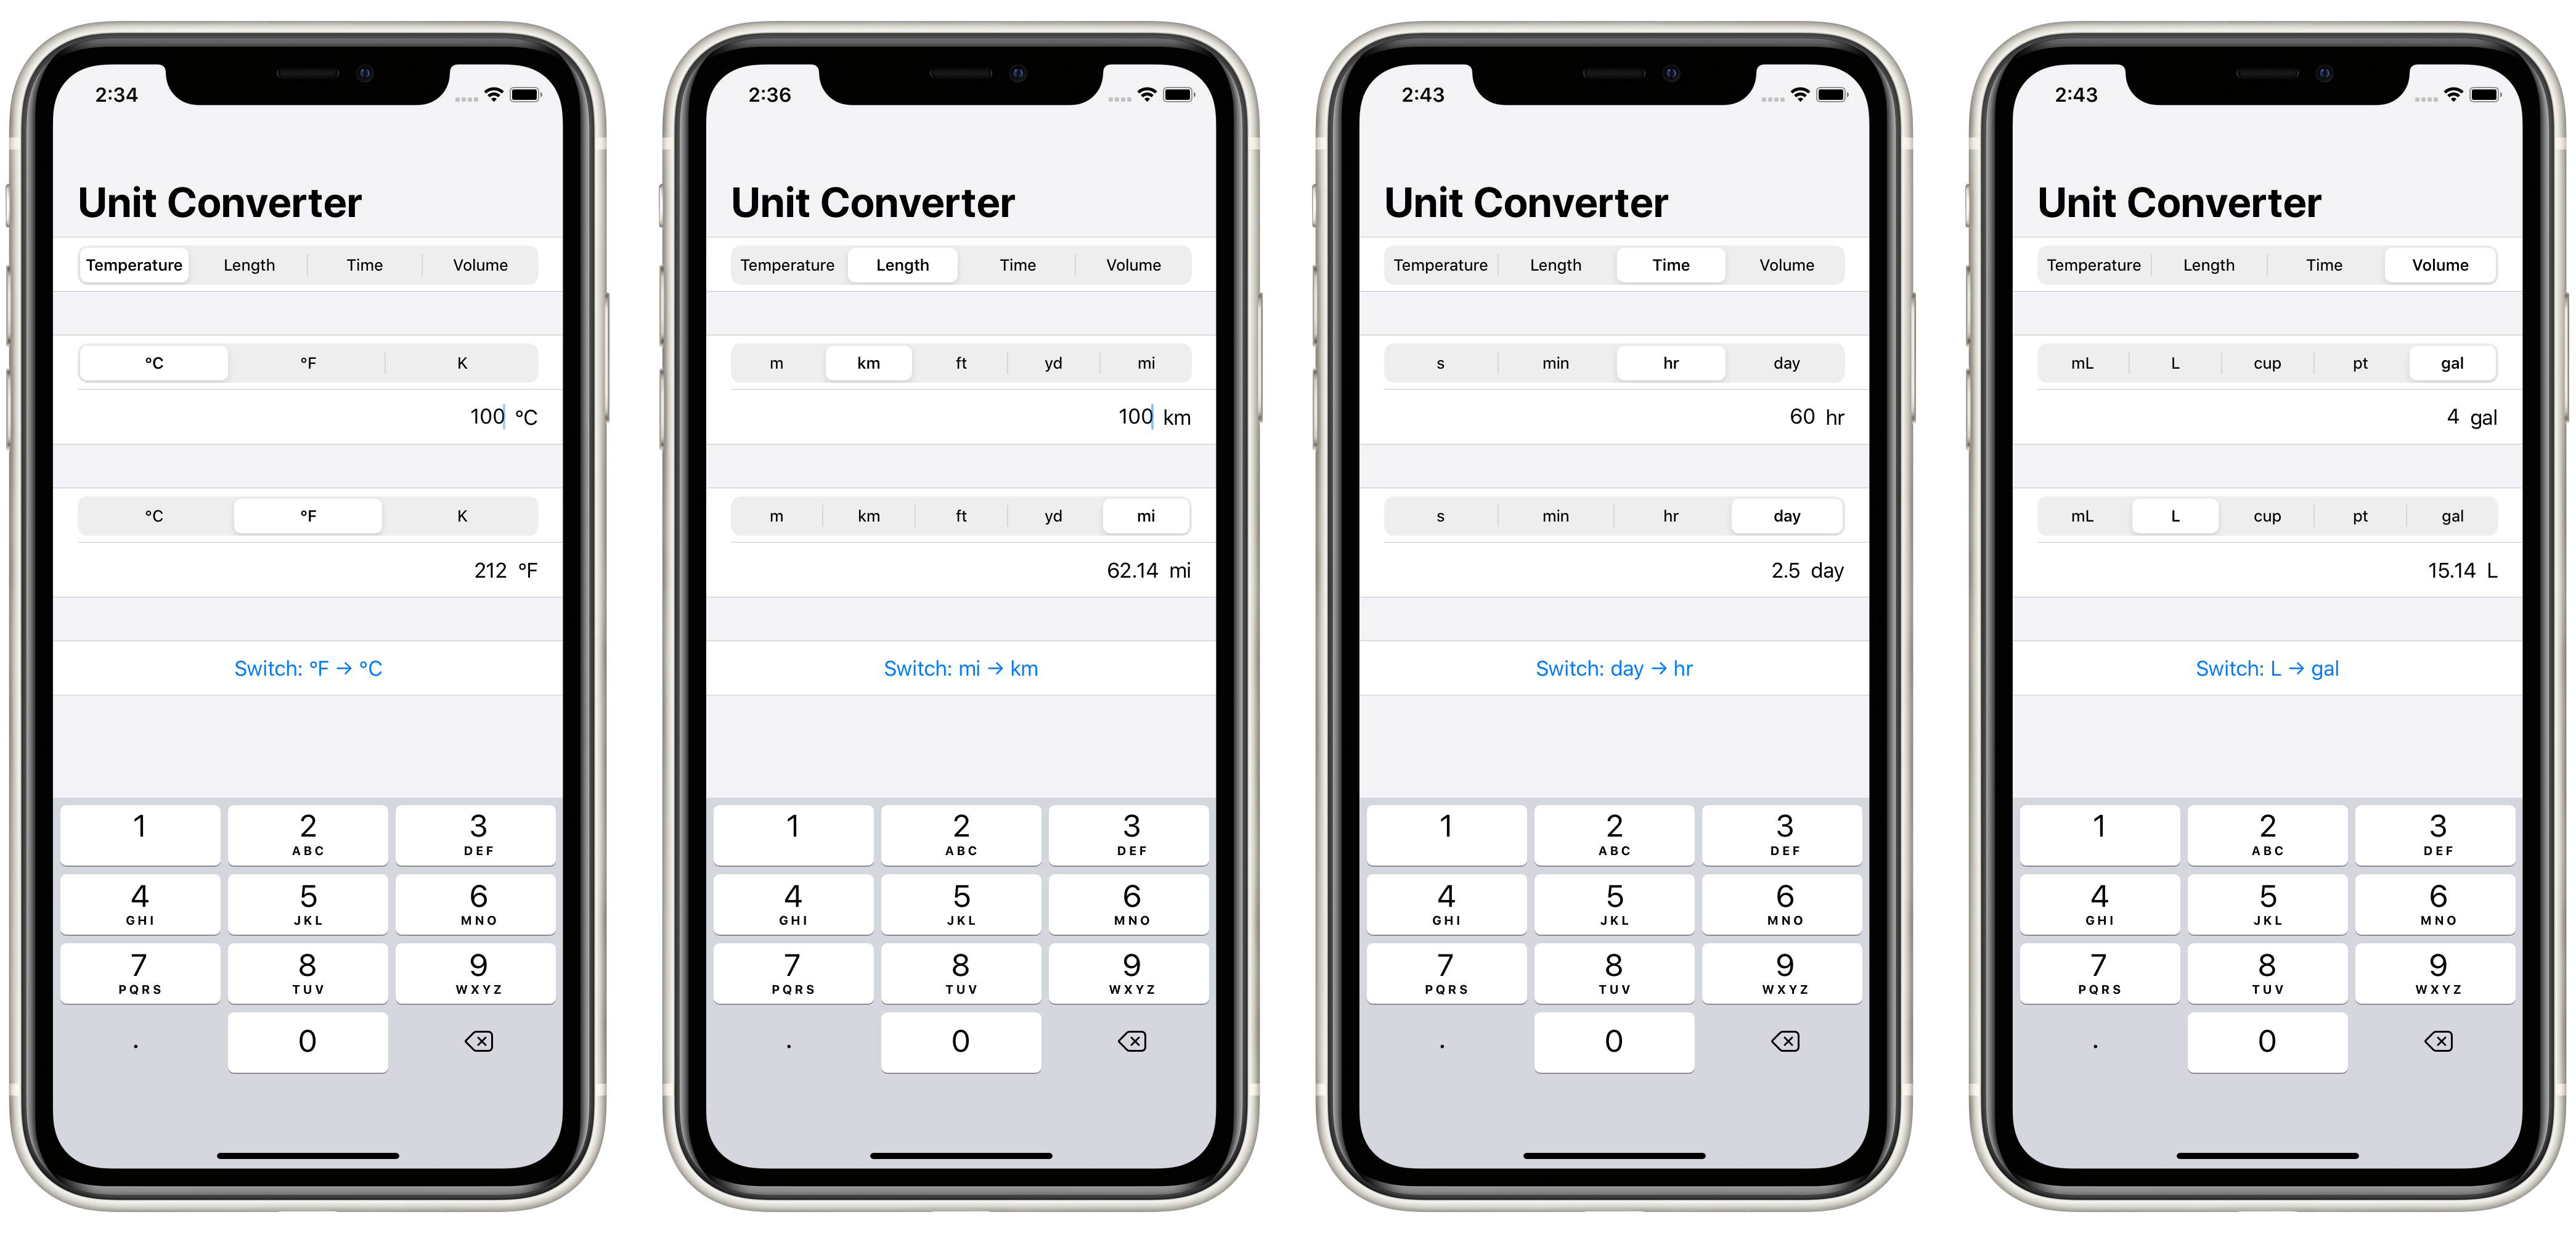 2:34
Unit Converter
Temperature Length Time Volume
°C °F K
100 °C
°C °F K
212 °F
Switch: °F → °C
1 2 3
ABC DEF
4 5 6
GHI JKL MNO
7 8 9
PQRS TUV WXYZ
. 0
2:36
Unit Converter
Temperature Length Time Volume
m km ft yd mi
100 km
m km ft yd mi
62.14 mi
Switch: mi → km
1 2 3
ABC DEF
4 5 6
GHI JKL MNO
7 8 9
PQRS TUV WXYZ
. 0
2:43
Unit Converter
Temperature Length Time Volume
s min hr day
60 hr
s min hr day
2.5 day
Switch: day → hr
1 2 3
ABC DEF
4 5 6
GHI JKL MNO
7 8 9
PQRS TUV WXYZ
. 0
2:43
Unit Converter
Temperature Length Time Volume
mL L cup pt gal
4 gal
mL L cup pt gal
15.14 L
Switch: L → gal
1 2 3
ABC DEF
4 5 6
GHI JKL MNO
7 8 9
PQRS TUV WXYZ
. 0